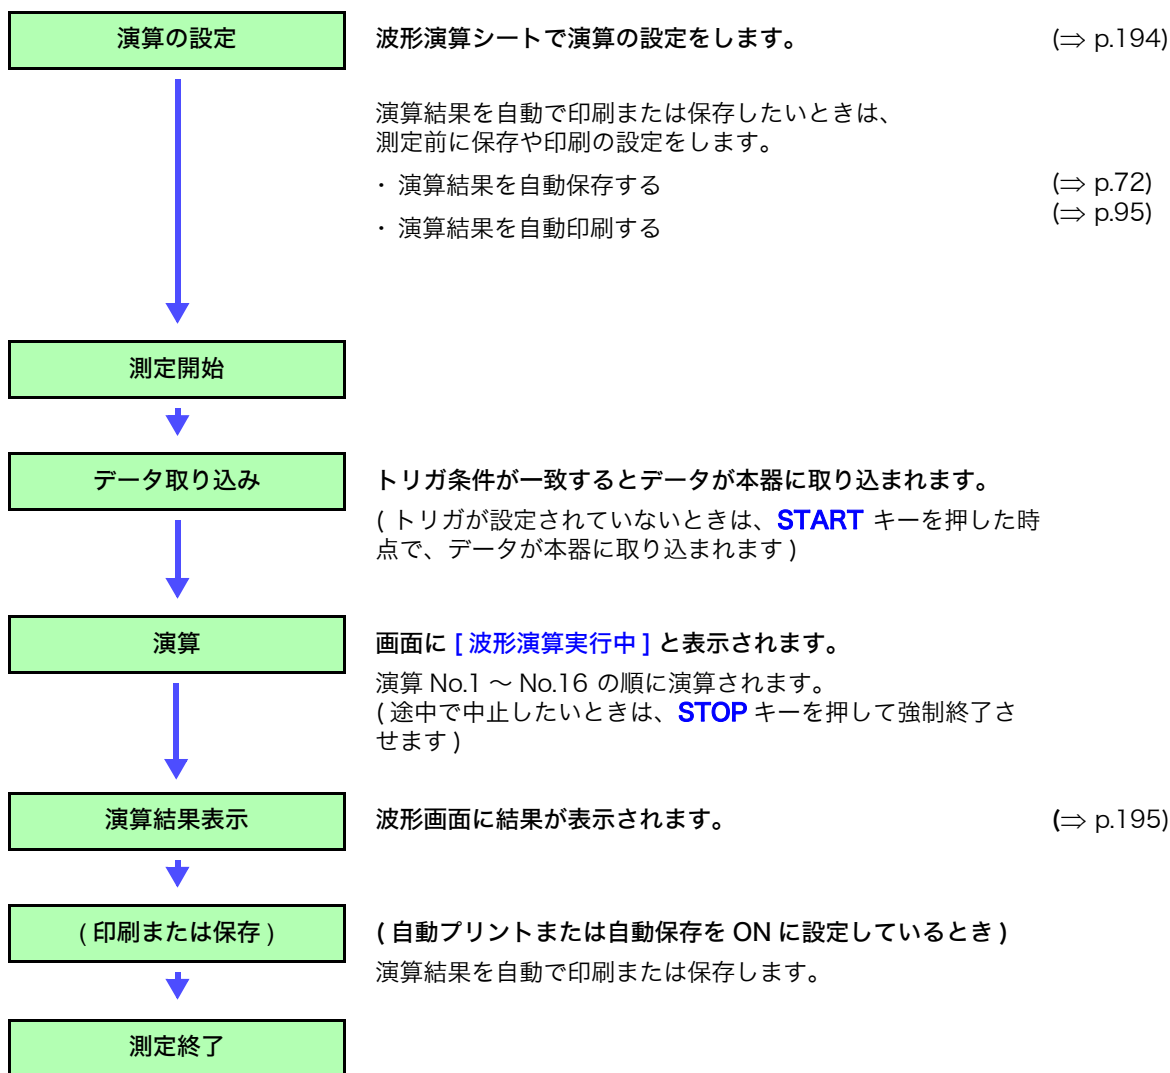 演算の設定
波形演算シートで演算の設定をします。 (⇒ p.194)
演算結果を自動で印刷または保存したいときは、
測定前に保存や印刷の設定をします。
・ 演算結果を自動保存する (⇒ p.72)
・ 演算結果を自動印刷する (⇒ p.95)
測定開始
データ取り込み
トリガ条件が一致するとデータが本器に取り込まれます。
( トリガが設定されていないときは、START キーを押した時
点で、データが本器に取り込まれます )
演算
画面に [ 波形演算実行中 ] と表示されます。
演算 No.1 ～ No.16 の順に演算されます。
( 途中で中止したいときは、STOP キーを押して強制終了さ
せます )
演算結果表示
波形画面に結果が表示されます。 (⇒ p.195)
( 印刷または保存 )
( 自動プリントまたは自動保存を ON に設定しているとき )
演算結果を自動で印刷または保存します。
測定終了